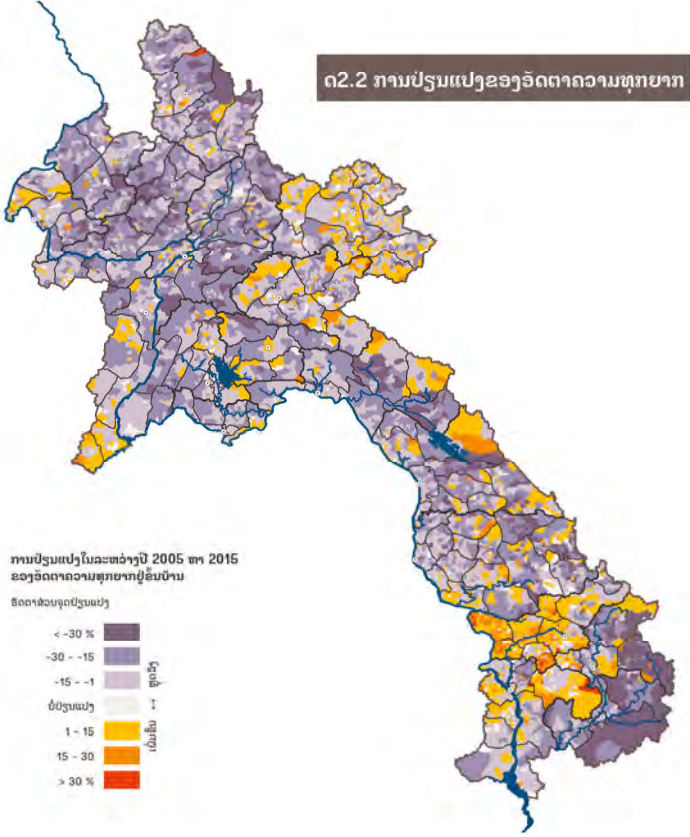 ດ2.2 ການປ່ຽນແປງຂອງອັດຕາຄວາມທຸກຍາກ
ການປ່ຽນແປງໃນລະຫວ່າງປີ 2005 ຫາ 2015
ຂອງອັດຕາຄວາມທຸກຍາກຢູ່ຂັ້ນບ້ານ
ອັດຕາສ່ວນຈຸດປ່ຽນແປງ
< -30 %
-30 - -15
-15 - -1
ບໍ່ປ່ຽນແປງ
1 - 15
15 - 30
> 30 %
ຫຼຸດລົງ
↔
ເພີ່ມຂຶ້ນ